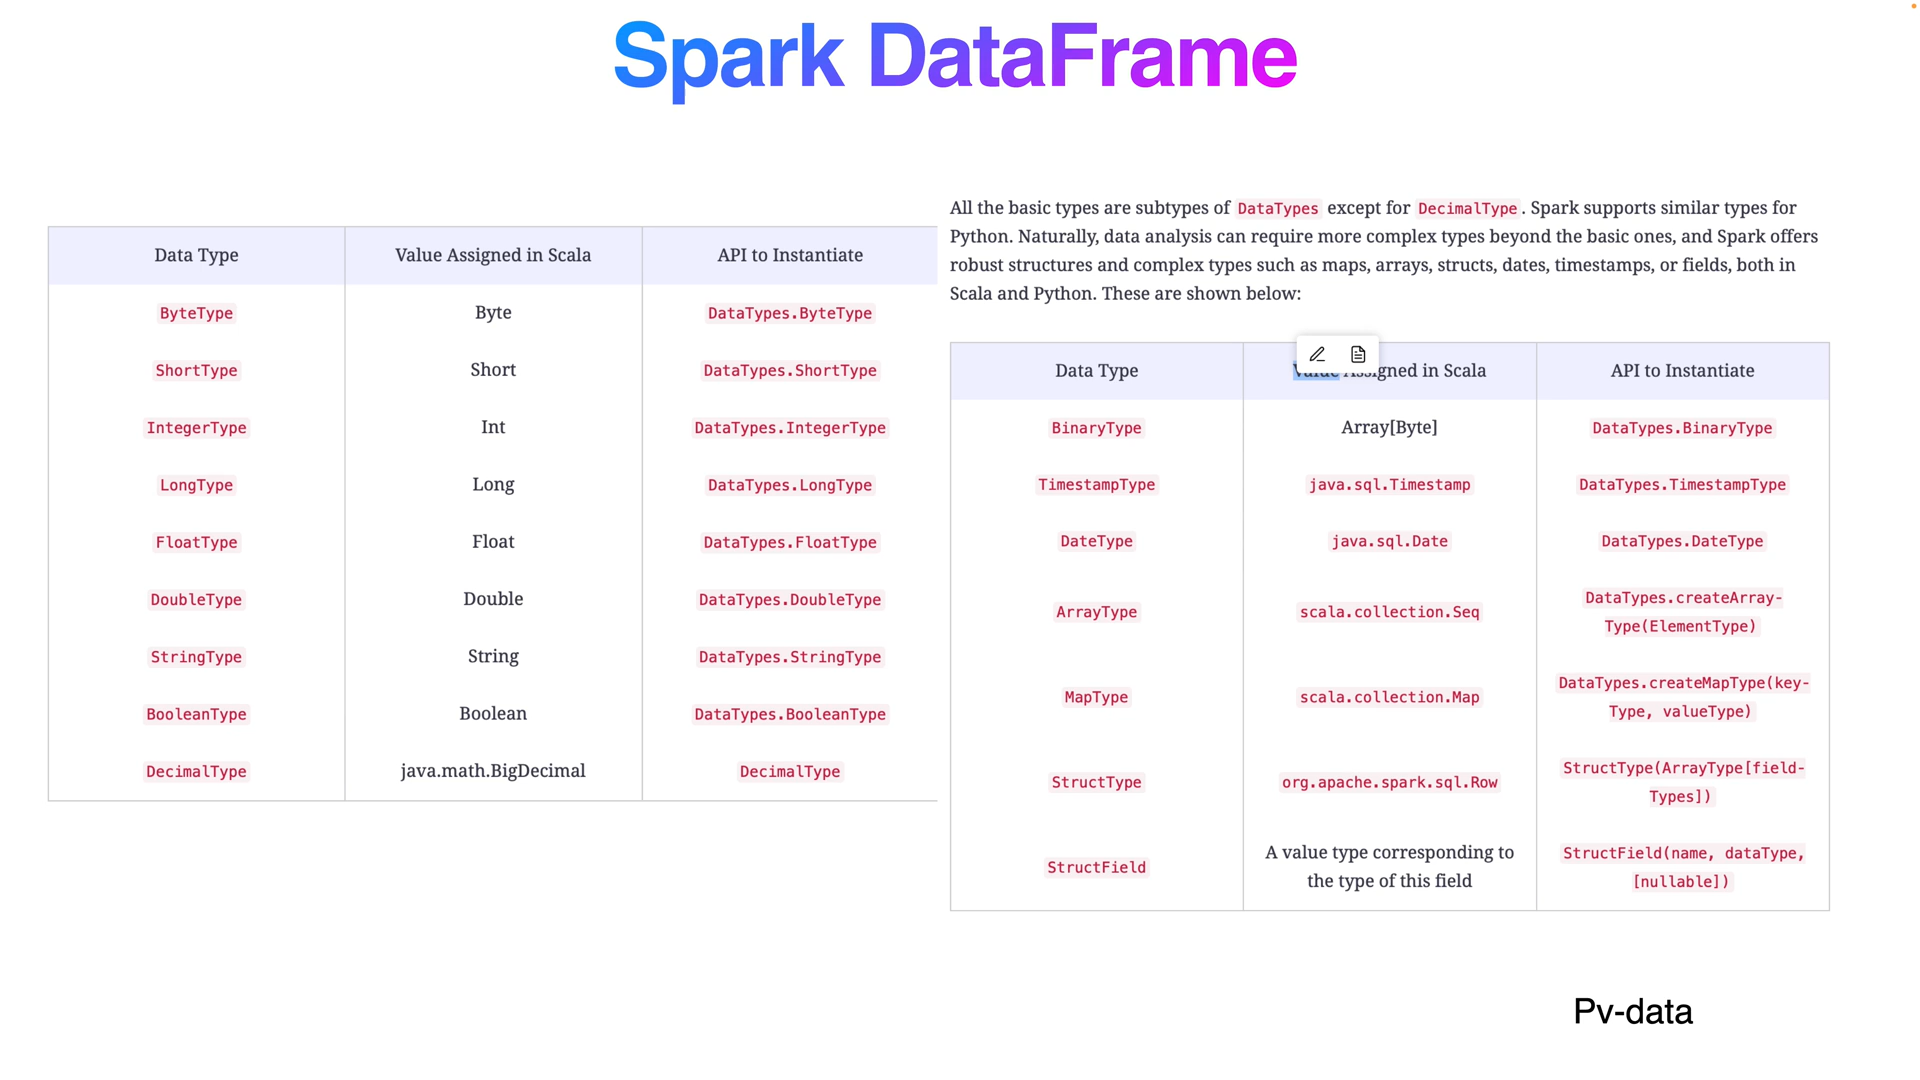 Spark DataFrame
Data Type Value Assigned in Scala API to Instantiate
ByteType Byte DataTypes.ByteType
ShortType Short DataTypes.ShortType
IntegerType Int DataTypes.IntegerType
LongType Long DataTypes.LongType
FloatType Float DataTypes.FloatType
DoubleType Double DataTypes.DoubleType
StringType String DataTypes.StringType
BooleanType Boolean DataTypes.BooleanType
DecimalType java.math.BigDecimal DecimalType
All the basic types are subtypes of DataTypes except for DecimalType. Spark supports similar types for
Python. Naturally, data analysis can require more complex types beyond the basic ones, and Spark offers
robust structures and complex types such as maps, arrays, structs, dates, timestamps, or fields, both in
Scala and Python. These are shown below:
Data Type Value Assigned in Scala API to Instantiate
BinaryType Array[Byte] DataTypes.BinaryType
TimestampType java.sql.Timestamp DataTypes.TimestampType
DateType java.sql.Date DataTypes.DateType
ArrayType scala.collection.Seq DataTypes.createArray-
Type(ElementType)
MapType scala.collection.Map DataTypes.createMapType(key-
Type, valueType)
StructType org.apache.spark.sql.Row StructType(ArrayType[field-
Types])
StructField A value type corresponding to
the type of this field StructField(name, dataType,
[nullable])
Pv-data